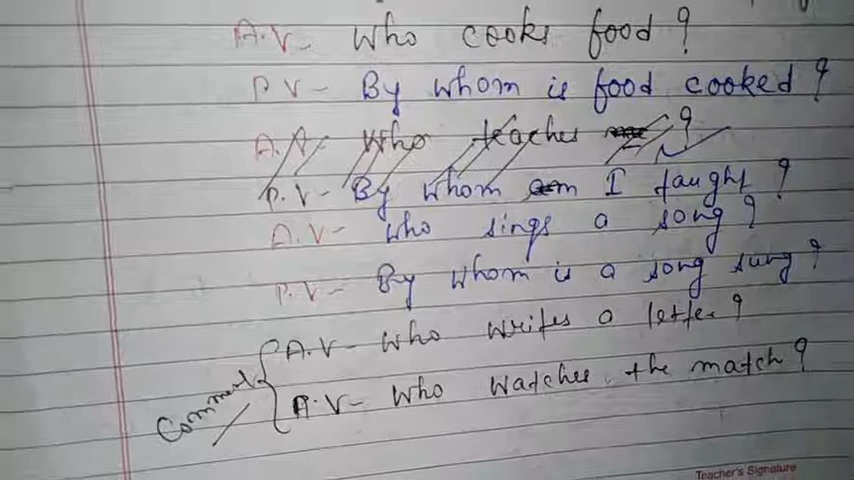 A.V- Who cooks food?
P.V- By whom is food cooked?
A.A- Who teaches ?
P.V- By whom am I taught?
A.V- who sings a song?
P.V- By whom is a song sung?
A.V- Who writes a letter?
Comment
A.V- Who watches the match?
Teacher's Signature